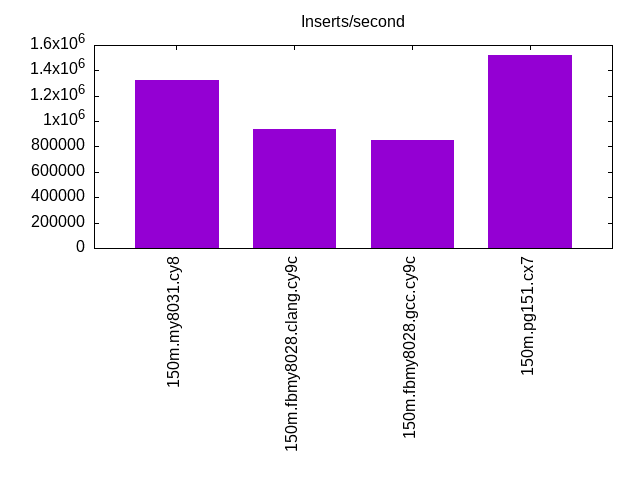 Inserts/second
1.6x10^6
1.4x10^6
1.2x10^6
1x10^6
800000
600000
400000
200000
0
150m.my8031.cy8
150m.fbmy8028.clang.cy9c
150m.fbmy8028.gcc.cy9c
150m.pg151.cx7